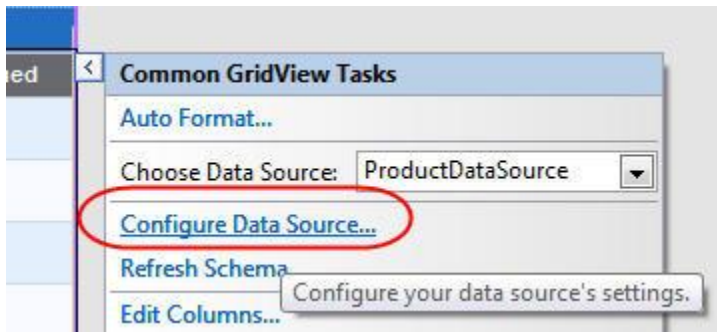 ied
<
Common GridView Tasks
Auto Format...
Choose Data Source: ProductDataSource
Configure Data Source...
Refresh Schema
Configure your data source's settings.
Edit Columns...